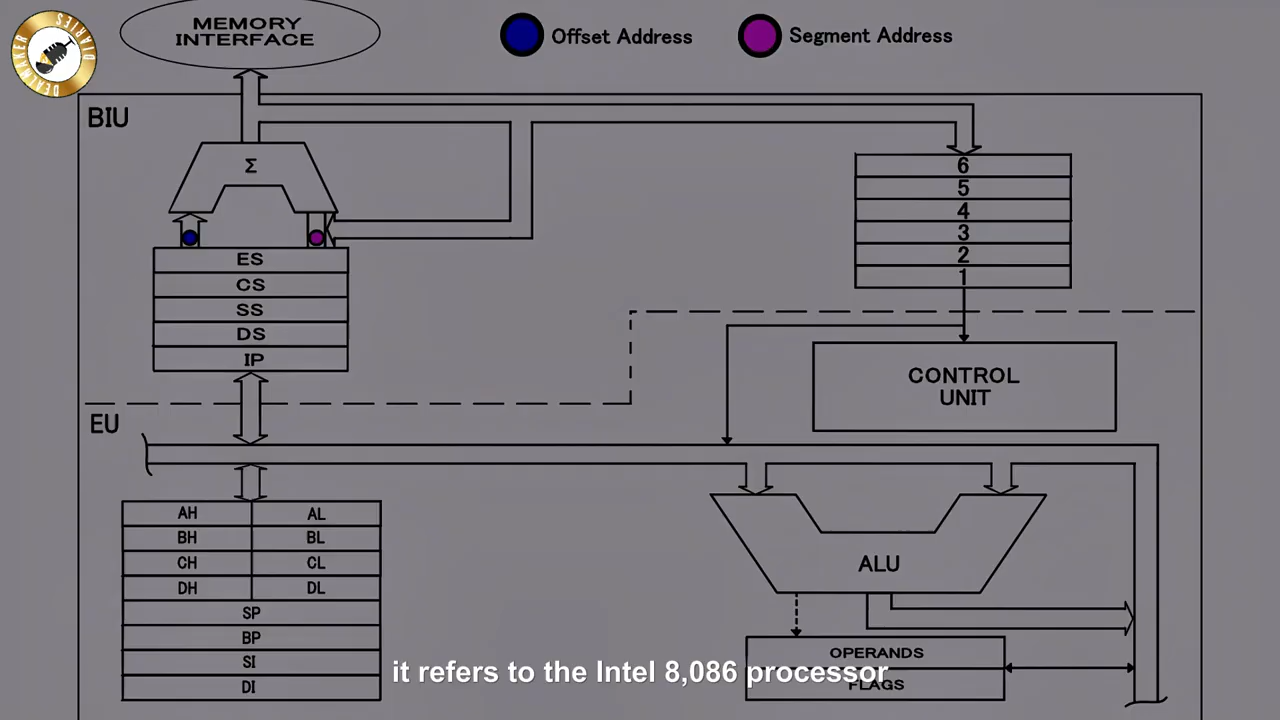 MEMORY
INTERFACE
DEALMAKER DIARIES
Offset Address
Segment Address
BIU
Σ
6
5
4
3
2
1
ES
CS
SS
DS
IP
CONTROL
UNIT
EU
AH AL
BH BL
CH CL
DH DL
SP
BP
SI
DI
ALU
OPERANDS
FLAGS
it refers to the Intel 8,086 processor